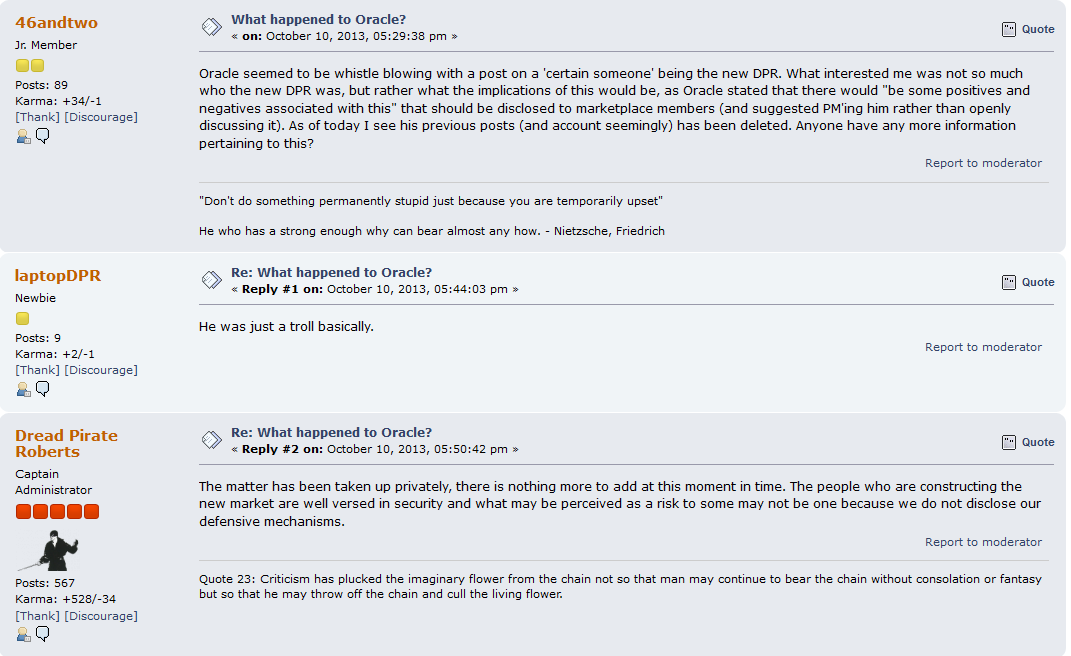 46andtwo
Jr. Member
Posts: 89
Karma: +34/-1
[Thank] [Discourage]
What happened to Oracle?
« on: October 10, 2013, 05:29:38 pm »
Quote
Oracle seemed to be whistle blowing with a post on a 'certain someone' being the new DPR. What interested me was not so much
who the new DPR was, but rather what the implications of this would be, as Oracle stated that there would "be some positives and
negatives associated with this" that should be disclosed to marketplace members (and suggested PM'ing him rather than openly
discussing it). As of today I see his previous posts (and account seemingly) has been deleted. Anyone have any more information
pertaining to this?
Report to moderator
"Don't do something permanently stupid just because you are temporarily upset"
He who has a strong enough why can bear almost any how. - Nietzsche, Friedrich
laptopDPR
Newbie
Posts: 9
Karma: +2/-1
[Thank] [Discourage]
Re: What happened to Oracle?
« Reply #1 on: October 10, 2013, 05:44:03 pm »
Quote
He was just a troll basically.
Report to moderator
Dread Pirate
Roberts
Captain
Administrator
Posts: 567
Karma: +528/-34
[Thank] [Discourage]
Re: What happened to Oracle?
« Reply #2 on: October 10, 2013, 05:50:42 pm »
Quote
The matter has been taken up privately, there is nothing more to add at this moment in time. The people who are constructing the
new market are well versed in security and what may be perceived as a risk to some may not be one because we do not disclose our
defensive mechanisms.
Report to moderator
Quote 23: Criticism has plucked the imaginary flower from the chain not so that man may continue to bear the chain without consolation or fantasy
but so that he may throw off the chain and cull the living flower.